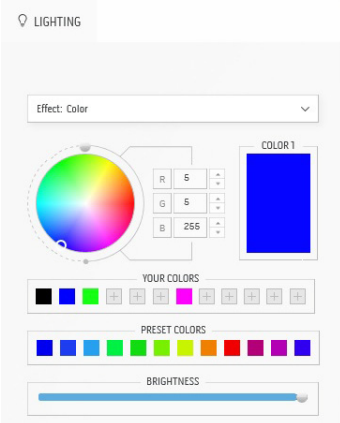 LIGHTING
Effect: Color
COLOR 1
R 5
G 5
B 255
YOUR COLORS
PRESET COLORS
BRIGHTNESS